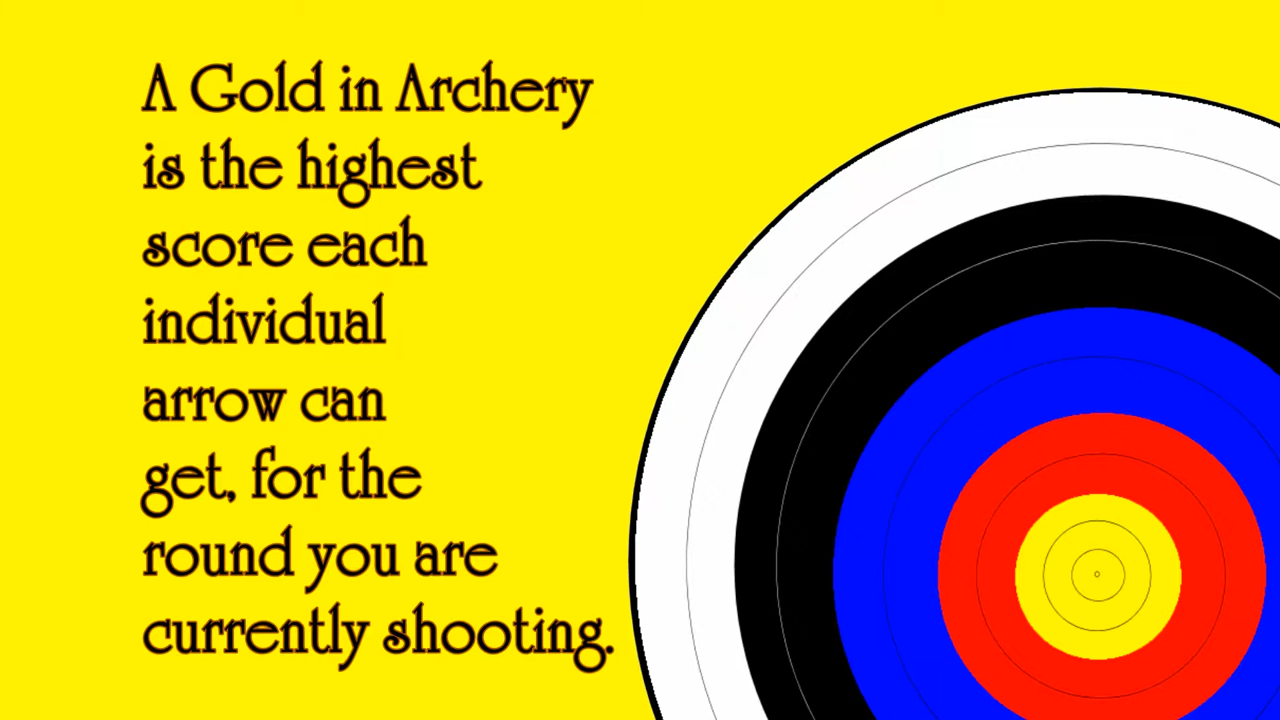 A Gold in Archery
is the highest
score each
individual
arrow can
get, for the
round you are
currently shooting.